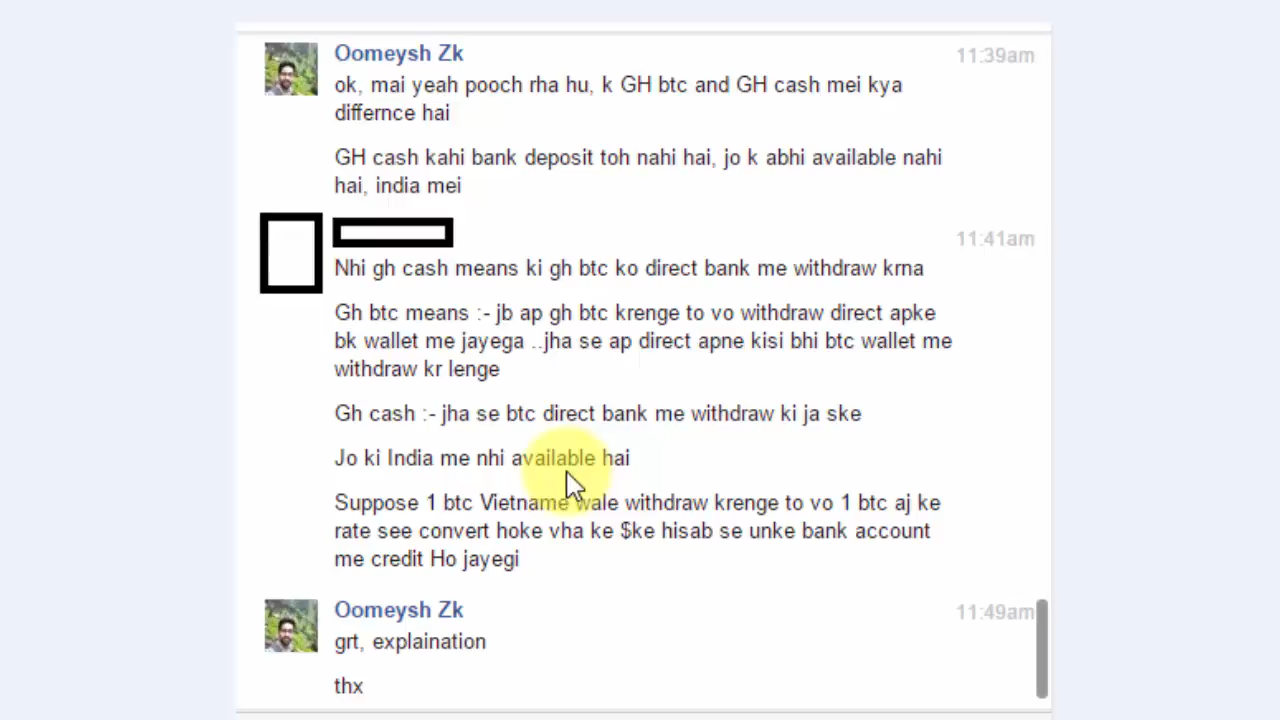 Oomeysh Zk
11:39am
ok, mai yeah pooch rha hu, k GH btc and GH cash mei kya
differnce hai
GH cash kahi bank deposit toh nahi hai, jo k abhi available nahi
hai, india mei
11:41am
Nhi gh cash means ki gh btc ko direct bank me withdraw krna
Gh btc means :- jb ap gh btc krenge to vo withdraw direct apke
bk wallet me jayega ..jha se ap direct apne kisi bhi btc wallet me
withdraw kr lenge
Gh cash :- jha se btc direct bank me withdraw ki ja ske
Jo ki India me nhi available hai
Suppose 1 btc Vietname wale withdraw krenge to vo 1 btc aj ke
rate see convert hoke vha ke $ke hisab se unke bank account
me credit Ho jayegi
Oomeysh Zk
11:49am
grt, explaination
thx